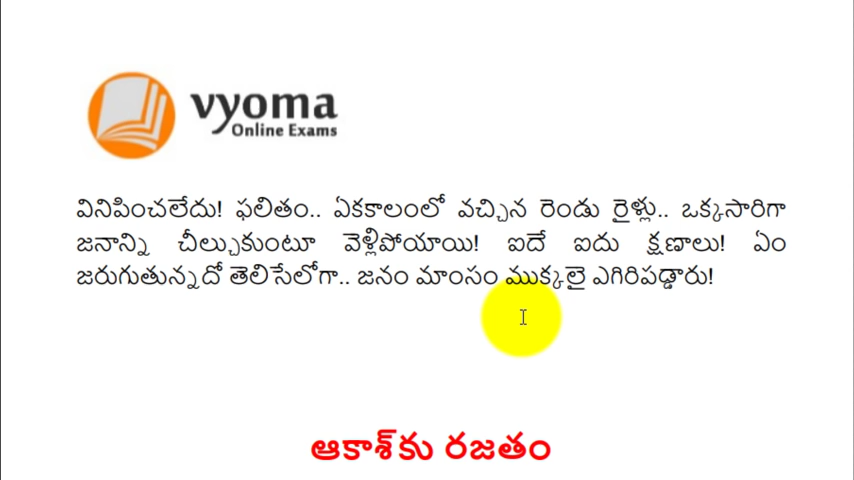 vyoma
Online Exams
వినిపించలేదు! ఫలితం.. ఏకకాలంలో వచ్చిన రెండు రైళ్లు.. ఒక్కసారిగా
జనాన్ని చీల్చుకుంటూ వెళ్లిపోయాయి! ఐదే ఐదు క్షణాలు! ఏం
జరుగుతున్నదో తెలిసేలోగా.. జనం మాంసం ముక్కలై ఎగిరిపడ్డారు!
ఆకాశ్‌కు రజతం